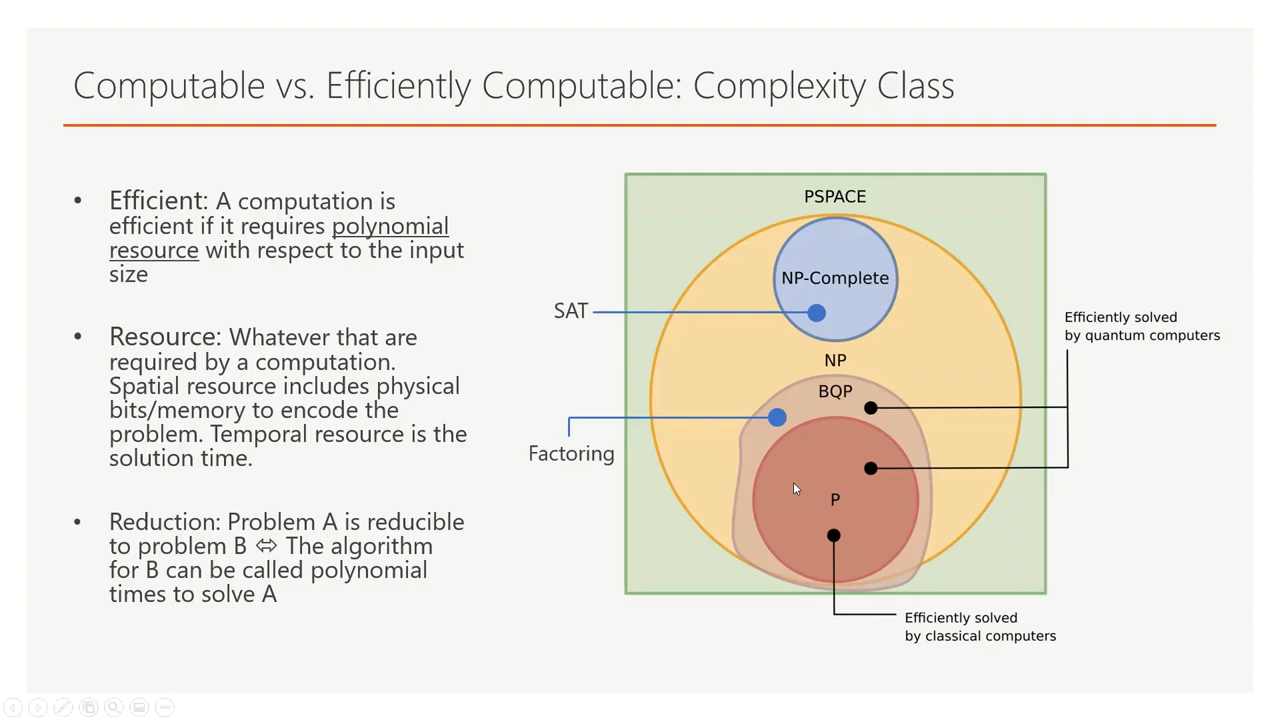 Computable vs. Efficiently Computable: Complexity Class
• Efficient: A computation is
efficient if it requires polynomial
resource with respect to the input
size
• Resource: Whatever that are
required by a computation.
Spatial resource includes physical
bits/memory to encode the
problem. Temporal resource is the
solution time.
• Reduction: Problem A is reducible
to problem B ⇔ The algorithm
for B can be called polynomial
times to solve A
PSPACE
NP-Complete
SAT
NP
BQP
Factoring
P
Efficiently solved
by quantum computers
Efficiently solved
by classical computers